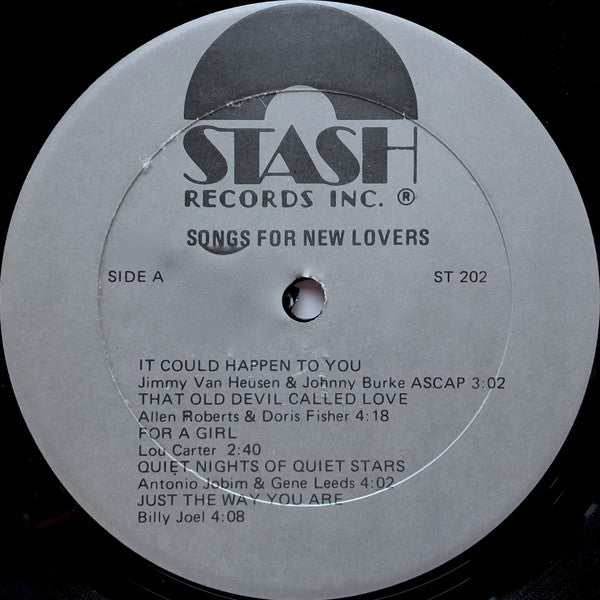 STASH
RECORDS INC. ®
SONGS FOR NEW LOVERS
SIDE A
ST 202
IT COULD HAPPEN TO YOU
Jimmy Van Heusen & Johnny Burke ASCAP 3:02
THAT OLD DEVIL CALLED LOVE
Allen Roberts & Doris Fisher 4:18
FOR A GIRL
Lou Carter 2:40
QUIET NIGHTS OF QUIET STARS
Antonio Jobim & Gene Leeds 4:02
JUST THE WAY YOU ARE
Billy Joel 4:08